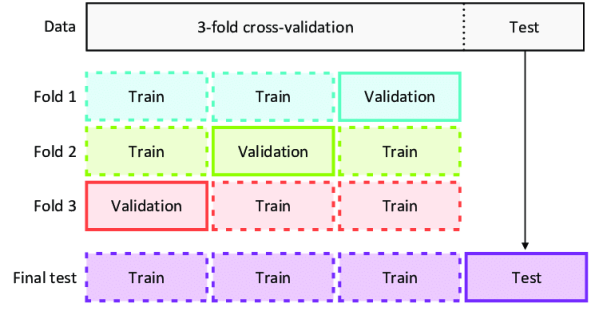 Data 3-fold cross-validation Test
Fold 1 Train Train Validation
Fold 2 Train Validation Train
Fold 3 Validation Train Train
Final test Train Train Train Test